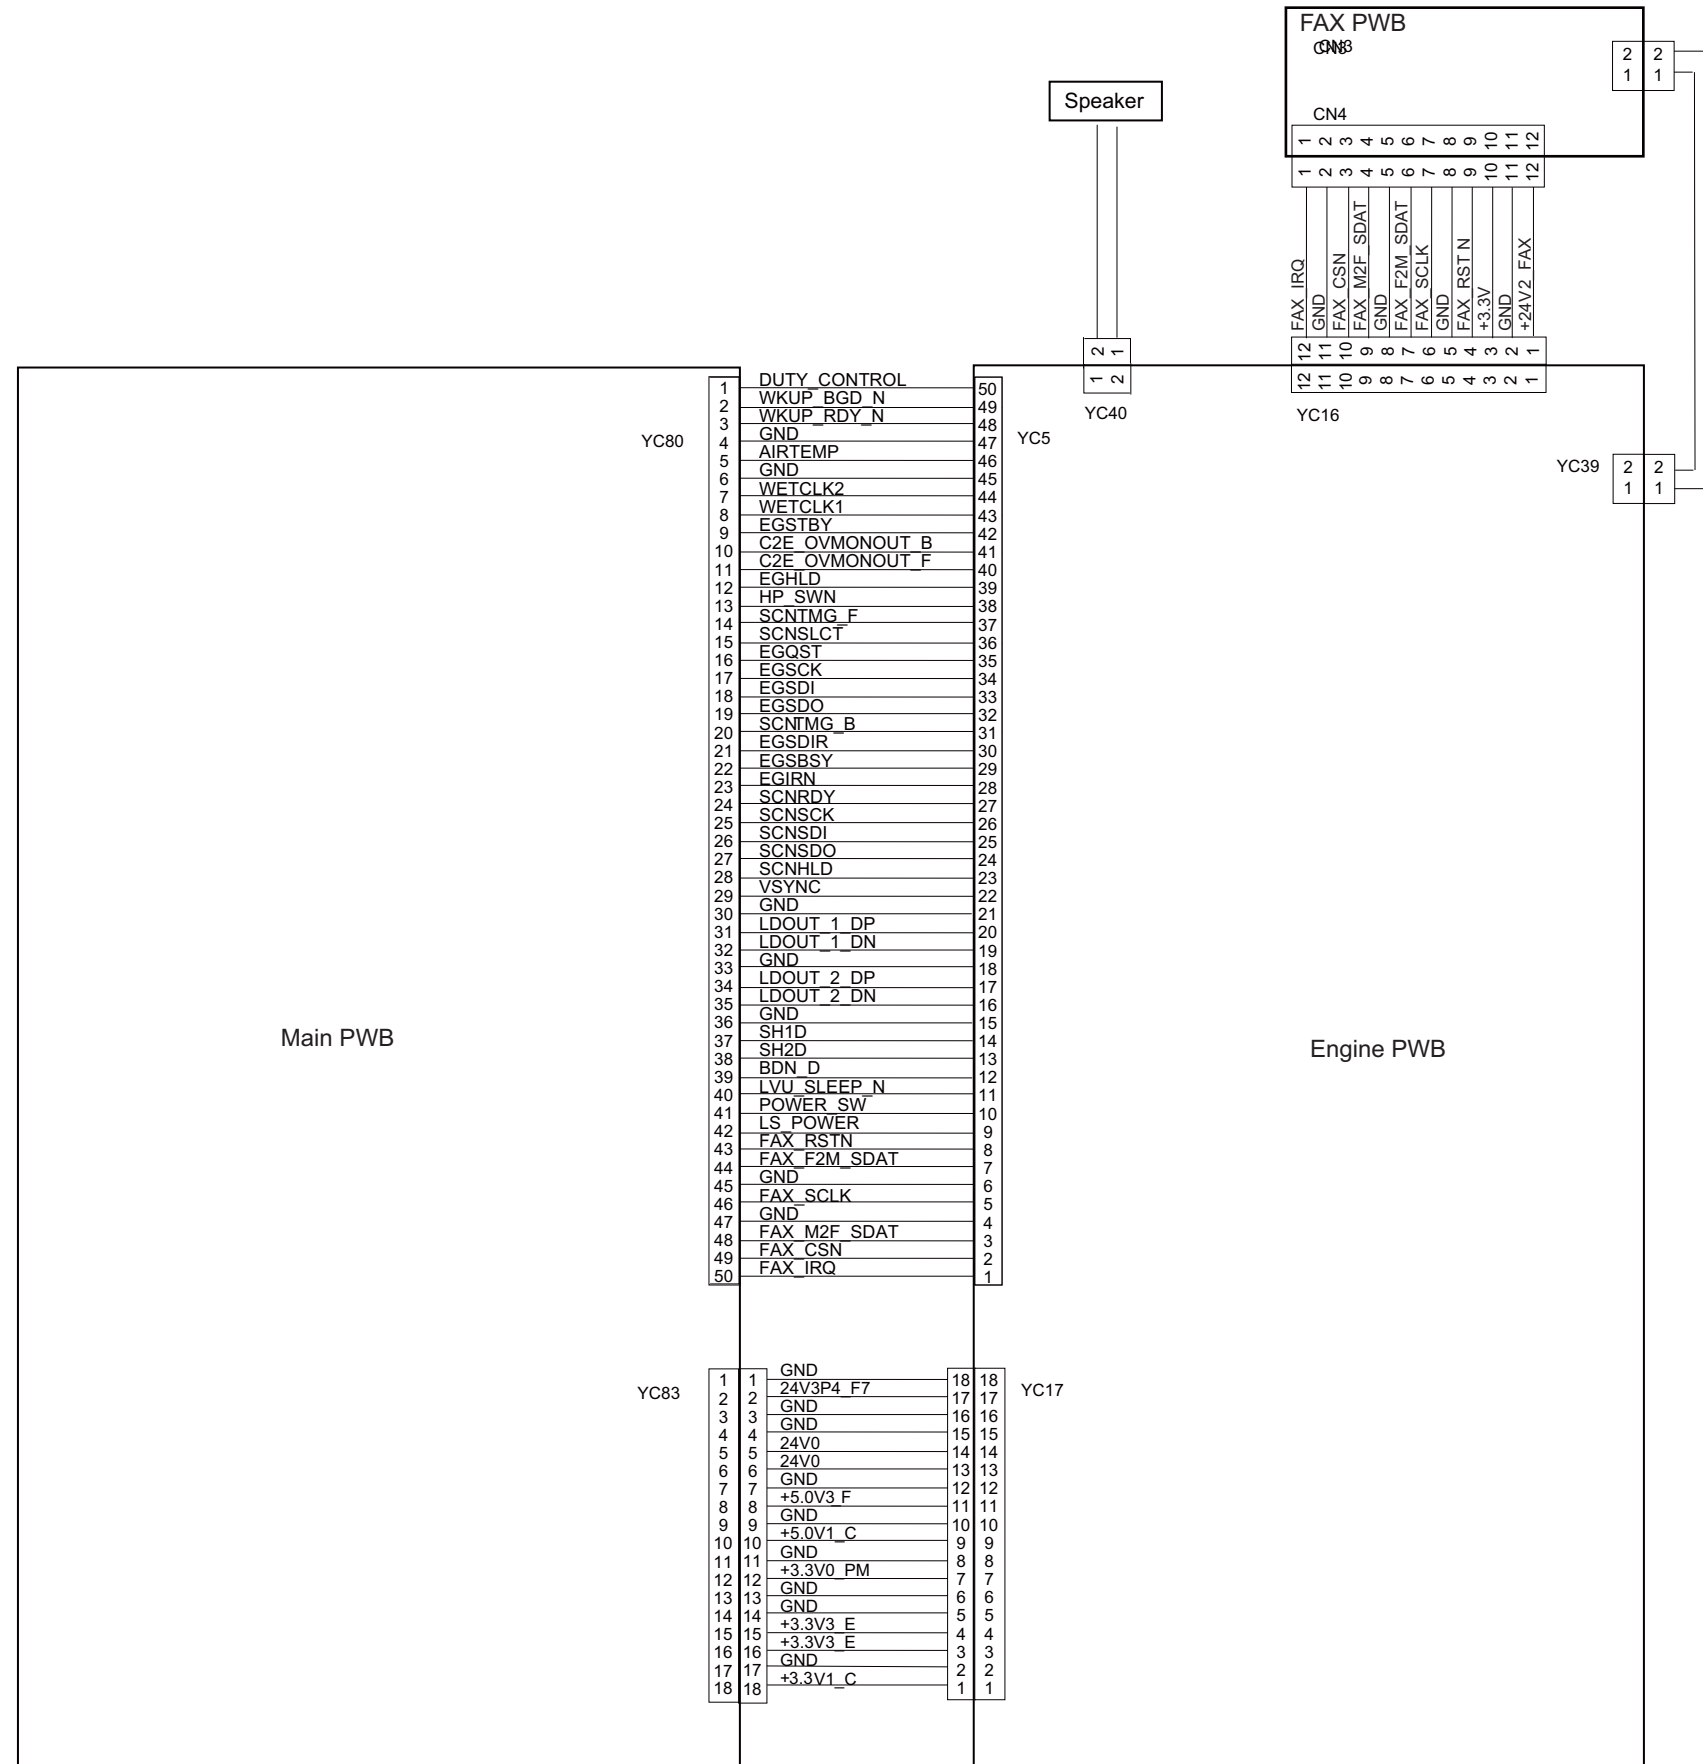 FAX PWB
CN3 CN3
2 2
1 1
Speaker
CN4
1 2 3 4 5 6 7 8 9 10 11 12
1 2 3 4 5 6 7 8 9 10 11 12
FAX_IRQ
GND
FAX_CSN
FAX_M2F_SDAT
GND
FAX_F2M_SDAT
FAX_SCLK
GND
FAX_RST N
+3.3V
GND
+24V2_FAX
2 1
1 2
YC40
12 11 10 9 8 7 6 5 4 3 2 1
12 11 10 9 8 7 6 5 4 3 2 1
YC16
YC39
2 2
1 1
YC80
YC5
1 DUTY_CONTROL 50
2 WKUP_BGD_N 49
3 WKUP_RDY_N 48
4 GND 47
5 AIRTEMP 46
6 GND 45
7 WETCLK2 44
8 WETCLK1 43
9 EGSTBY 42
10 C2E_OVMONOUT_B 41
11 C2E_OVMONOUT_F 40
12 EGHLD 39
13 HP_SWN 38
14 SCNTMG_F 37
15 SCNSLCT 36
16 EGQST 35
17 EGSCK 34
18 EGSDI 33
19 EGSDO 32
20 SCNTMG_B 31
21 EGSDIR 30
22 EGSBSY 29
23 EGIRN 28
24 SCNRDY 27
25 SCNSCK 26
26 SCNSDI 25
27 SCNSDO 24
28 SCNHLD 23
29 VSYNC 22
30 GND 21
31 LDOUT_1_DP 20
32 LDOUT_1_DN 19
33 GND 18
34 LDOUT_2_DP 17
35 LDOUT_2_DN 16
36 GND 15
37 SH1D 14
38 SH2D 13
39 BDN_D 12
40 LVU_SLEEP_N 11
41 POWER_SW 10
42 LS_POWER 9
43 FAX_RSTN 8
44 FAX_F2M_SDAT 7
45 GND 6
46 FAX_SCLK 5
47 GND 4
48 FAX_M2F_SDAT 3
49 FAX_CSN 2
50 FAX_IRQ 1
Main PWB
Engine PWB
YC83
YC17
1 1 GND 18 18
2 2 24V3P4_F7 17 17
3 3 GND 16 16
4 4 GND 15 15
5 5 24V0 14 14
6 6 24V0 13 13
7 7 GND 12 12
8 8 +5.0V3_F 11 11
9 9 GND 10 10
10 10 +5.0V1_C 9 9
11 11 GND 8 8
12 12 +3.3V0_PM 7 7
13 13 GND 6 6
14 14 GND 5 5
15 15 +3.3V3_E 4 4
16 16 +3.3V3_E 3 3
17 17 GND 2 2
18 18 +3.3V1_C 1 1